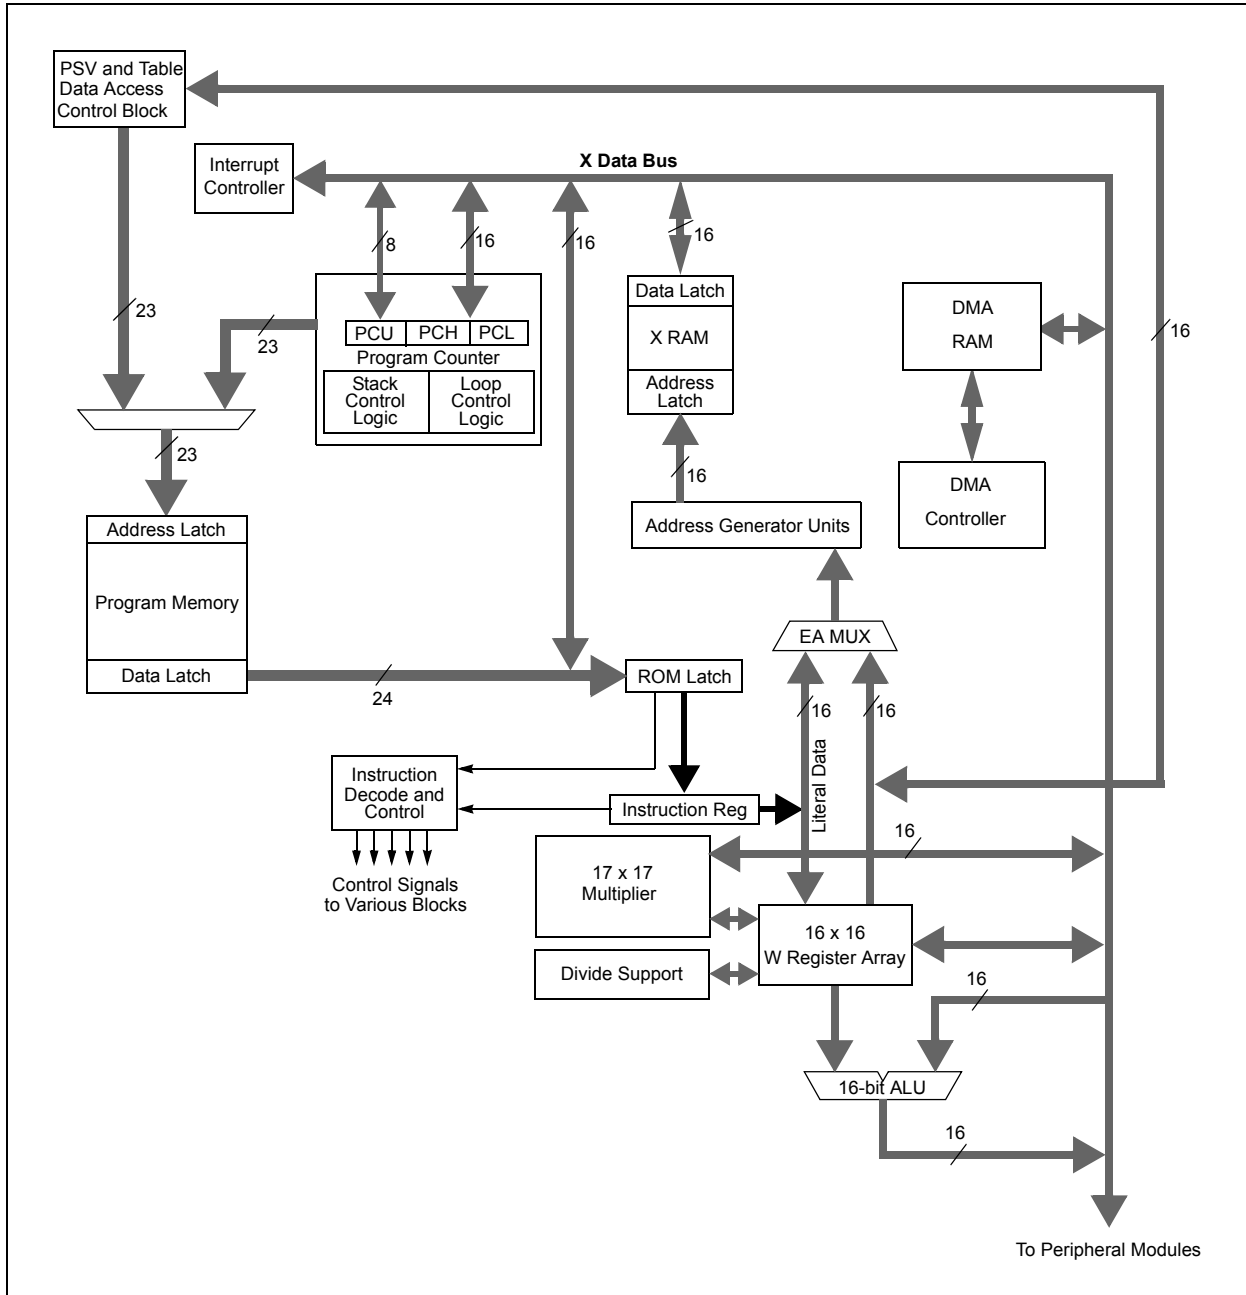 PSV and Table
Data Access
Control Block
Interrupt
Controller
X Data Bus
8
16
16
16
23
23
PCU PCH PCL
Program Counter
Stack
Control
Logic
Loop
Control
Logic
Data Latch
X RAM
Address
Latch
DMA
RAM
16
23
16
DMA
Controller
Address Generator Units
Address Latch
Program Memory
Data Latch
24
EA MUX
ROM Latch
16
16
Literal Data
Instruction
Decode and
Control
Instruction Reg
Control Signals
to Various Blocks
16
17 x 17
Multiplier
16 x 16
W Register Array
Divide Support
16
16-bit ALU
16
To Peripheral Modules